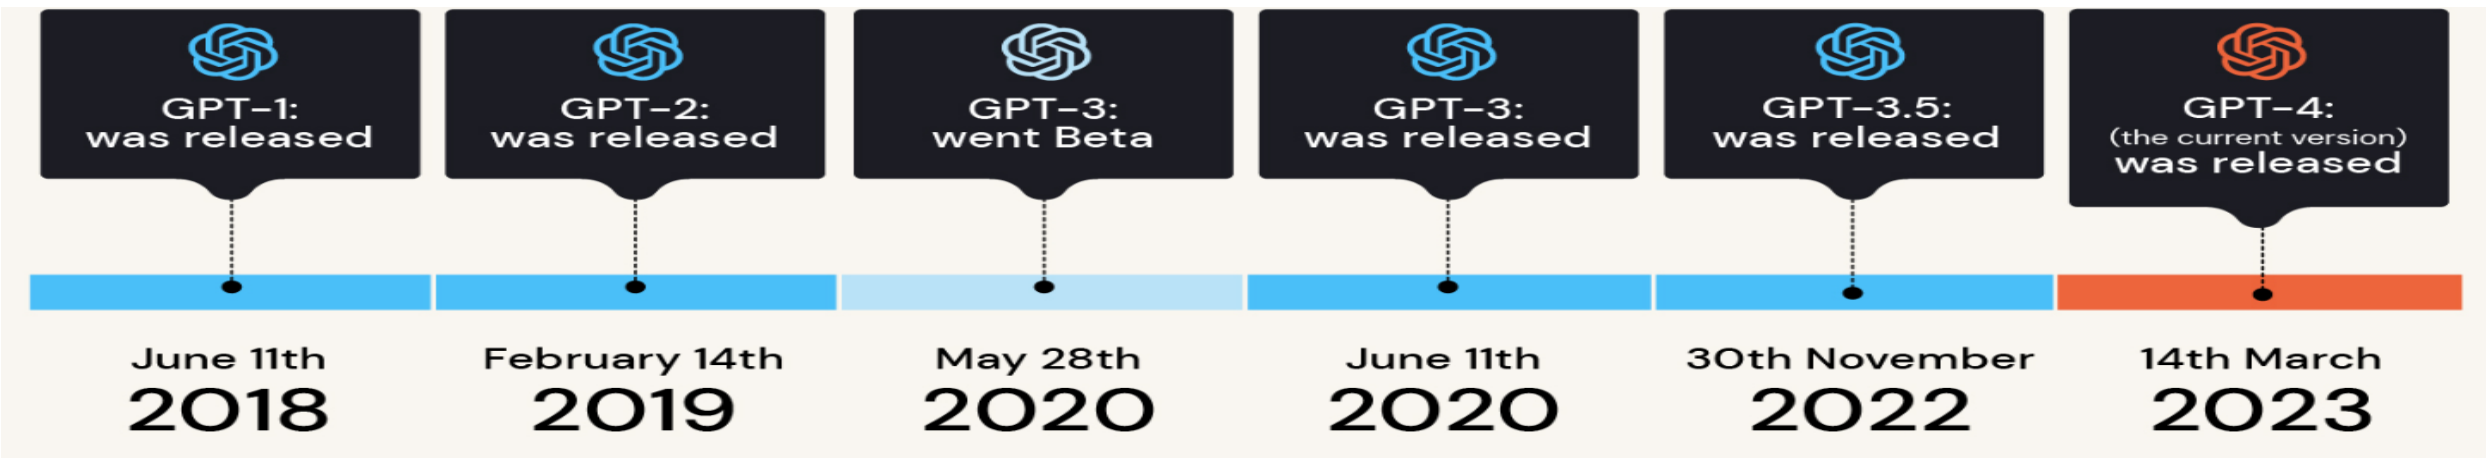 GPT-1:
was released
GPT-2:
was released
GPT-3:
went Beta
GPT-3:
was released
GPT-3.5:
was released
GPT-4:
(the current version)
was released
June 11th
2018
February 14th
2019
May 28th
2020
June 11th
2020
30th November
2022
14th March
2023